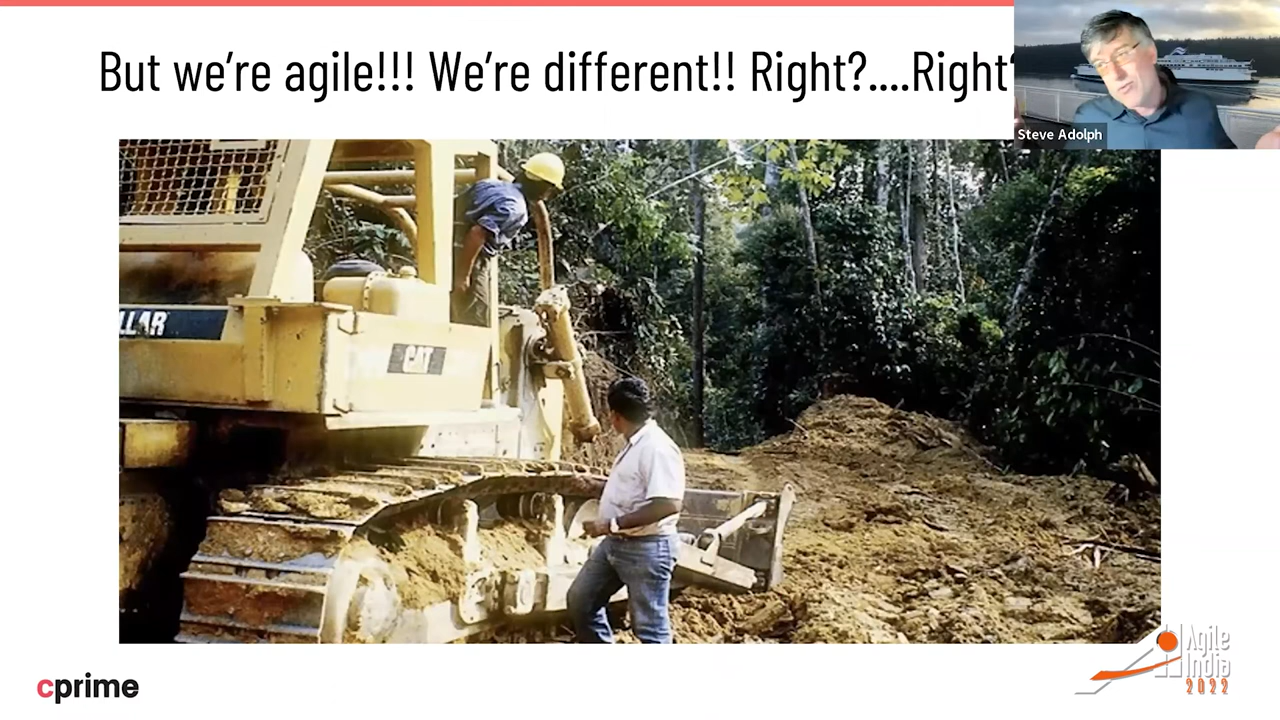 But we're agile!!! We're different!! Right?....Right?
Steve Adolph
LLAR
CAT
cprime
Agile
India
2022